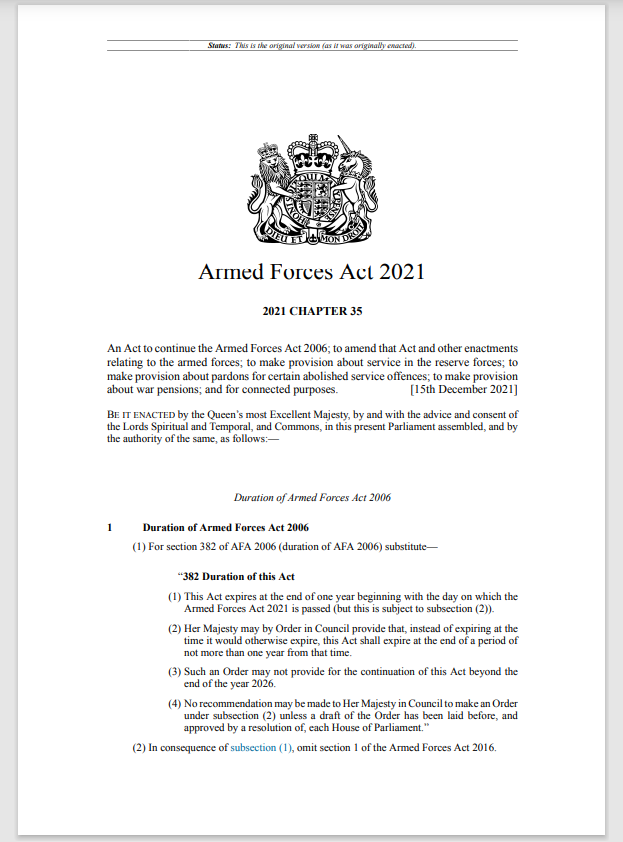 Status: This is the original version (as it was originally enacted).
QUI
DIEU ET MON DROIT
Armed Forces Act 2021
2021 CHAPTER 35
An Act to continue the Armed Forces Act 2006; to amend that Act and other enactments
relating to the armed forces; to make provision about service in the reserve forces; to
make provision about pardons for certain abolished service offences; to make provision
about war pensions; and for connected purposes. [15th December 2021]
BE IT ENACTED by the Queen's most Excellent Majesty, by and with the advice and consent of
the Lords Spiritual and Temporal, and Commons, in this present Parliament assembled, and by
the authority of the same, as follows:—
Duration of Armed Forces Act 2006
1 Duration of Armed Forces Act 2006
(1) For section 382 of AFA 2006 (duration of AFA 2006) substitute—
“382 Duration of this Act
(1) This Act expires at the end of one year beginning with the day on which the
Armed Forces Act 2021 is passed (but this is subject to subsection (2)).
(2) Her Majesty may by Order in Council provide that, instead of expiring at the
time it would otherwise expire, this Act shall expire at the end of a period of
not more than one year from that time.
(3) Such an Order may not provide for the continuation of this Act beyond the
end of the year 2026.
(4) No recommendation may be made to Her Majesty in Council to make an Order
under subsection (2) unless a draft of the Order has been laid before, and
approved by a resolution of, each House of Parliament.”
(2) In consequence of subsection (1), omit section 1 of the Armed Forces Act 2016.